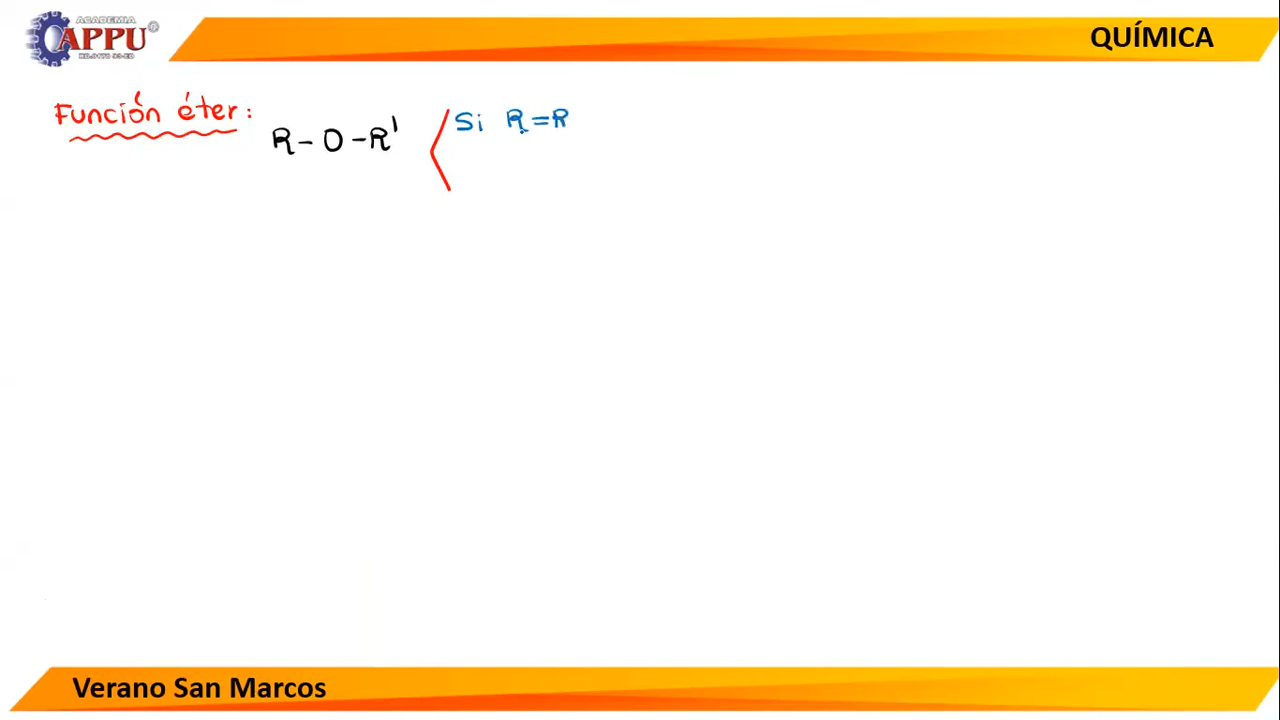 ACADEMIA
APPU®
QUÍMICA
Función éter:
R-O-R'
Si R=R
Verano San Marcos